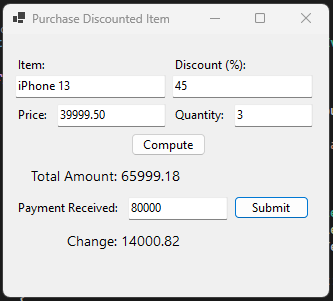 Purchase Discounted Item
Item: Discount (%):
iPhone 13 45
Price: 39999.50 Quantity: 3
Compute
Total Amount: 65999.18
Payment Received: 80000 Submit
Change: 14000.82